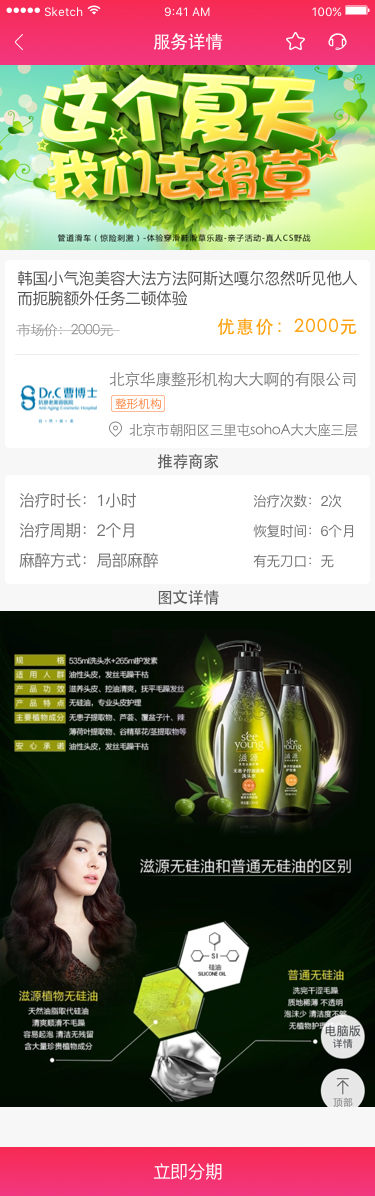 Sketch 9:41 AM 100%
服务详情
这个夏天
我们去滑草
管道滑车（惊险刺激）-体验穿滑鞋滑草乐趣-亲子活动-真人CS野战
韩国小气泡美容大法方法阿斯达嘎尔忽然听见他人
而扼腕额外任务二顿体验
市场价：2000元
优惠价：2000元
北京华康整形机构大大啊的有限公司
Dr.C 曹博士
Anti-Aging Cosmetic Hospital
整形机构
北京市朝阳区三里屯sohoA大大座三层
推荐商家
治疗时长：1小时 治疗次数：2次
治疗周期：2个月 恢复时间：6个月
麻醉方式：局部麻醉 有无刀口：无
图文详情
规格 535ml洗头水+265ml护发素
适用人群 油性头皮，发丝毛躁干枯
产品功效 滋养头皮、控油清爽，抚平毛躁发丝
产品特点 无硅油，专业头皮护理
主要植物成分 无患子提取物、芦荟、覆盆子汁、辣
薄荷叶提取物、谷精草花/茎提取物等
安心承诺 油性头皮，发丝毛躁干枯
see
young
滋源
see
young
滋源
滋源无硅油和普通无硅油的区别
SI
硅油
SILICONE OIL
滋源植物无硅油
天然油脂取代硅油
清爽顺滑不毛躁
容易起泡 清洁无残留
含大量珍贵植物成分
普通无硅油
洗完干涩毛躁
质地稀薄 不透明
泡沫少 清洁度不够
无植物护
电脑版
详情
顶部
立即分期